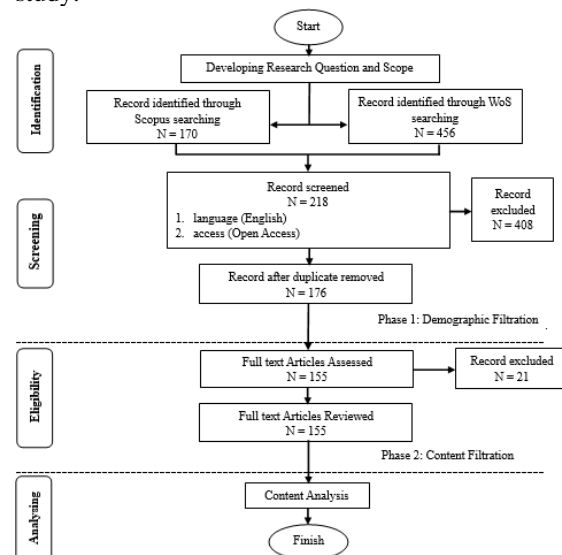 study.
Start
Identification
Developing Research Question and Scope
Record identified through
Scopus searching
N = 170
Record identified through WoS
searching
N = 456
Screening
Record screened
N = 218
1. language (English)
2. access (Open Access)
Record
excluded
N = 408
Record after duplicate removed
N = 176
Phase 1: Demographic Filtration
Eligibility
Full text Articles Assessed
N = 155
Record excluded
N = 21
Full text Articles Reviewed
N = 155
Phase 2: Content Filtration
Analysing
Content Analysis
Finish